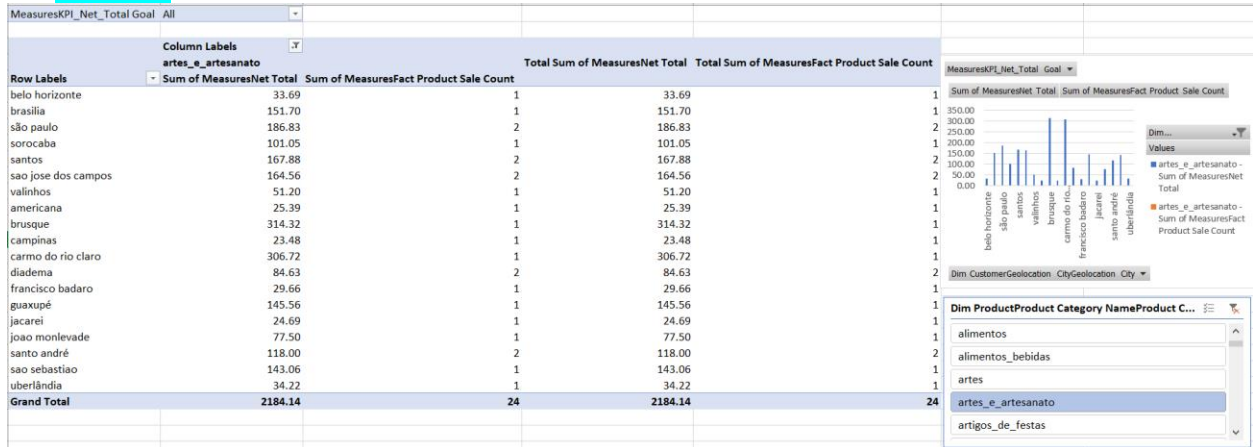 MeasuresKPI_Net_Total Goal All
Column Labels
artes_e_artesanato Total Sum of MeasuresNet Total Total Sum of MeasuresFact Product Sale Count
Row Labels Sum of MeasuresNet Total Sum of MeasuresFact Product Sale Count
belo horizonte 33.69 1 33.69 1
brasilia 151.70 1 151.70 1
são paulo 186.83 2 186.83 2
sorocaba 101.05 1 101.05 1
santos 167.88 2 167.88 2
sao jose dos campos 164.56 2 164.56 2
valinhos 51.20 1 51.20 1
americana 25.39 1 25.39 1
brusque 314.32 1 314.32 1
campinas 23.48 1 23.48 1
carmo do rio claro 306.72 1 306.72 1
diadema 84.63 2 84.63 2
francisco badaro 29.66 1 29.66 1
guaxupé 145.56 1 145.56 1
jacarei 24.69 1 24.69 1
joao monlevade 77.50 1 77.50 1
santo andré 118.00 2 118.00 2
sao sebastiao 143.06 1 143.06 1
uberlândia 34.22 1 34.22 1
Grand Total 2184.14 24 2184.14 24
MeasuresKPI_Net_Total Goal
Sum of MeasuresNet Total Sum of MeasuresFact Product Sale Count
350.00
300.00
250.00
200.00
150.00
100.00
50.00
0.00
belo horizonte
são paulo
santos
valinhos
brusque
carmo do rio…
francisco badaro
jacarei
santo andré
uberlândia
Dim...
Values
artes_e_artesanato -
Sum of MeasuresNet
Total
artes_e_artesanato -
Sum of MeasuresFact
Product Sale Count
Dim CustomerGeolocation CityGeolocation City
Dim ProductProduct Category NameProduct C...
alimentos
alimentos_bebidas
artes
artes_e_artesanato
artigos_de_festas